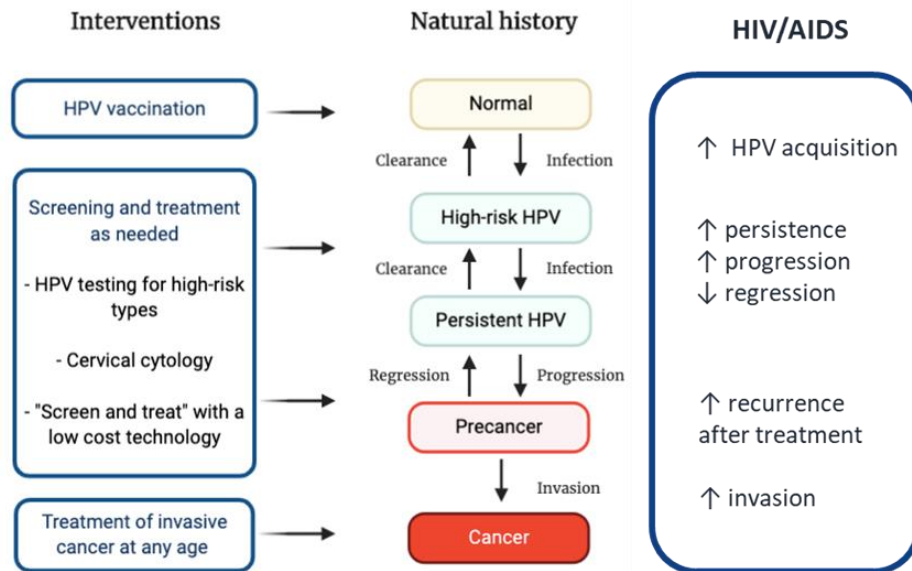 Interventions
HPV vaccination
Screening and treatment
as needed
- HPV testing for high-risk
types
- Cervical cytology
- "Screen and treat" with a
low cost technology
Treatment of invasive
cancer at any age
Natural history
Normal
Clearance
Infection
High-risk HPV
Clearance
Infection
Persistent HPV
Regression
Progression
Precancer
Invasion
Cancer
HIV/AIDS
↑ HPV acquisition
↑ persistence
↑ progression
↓ regression
↑ recurrence
after treatment
↑ invasion